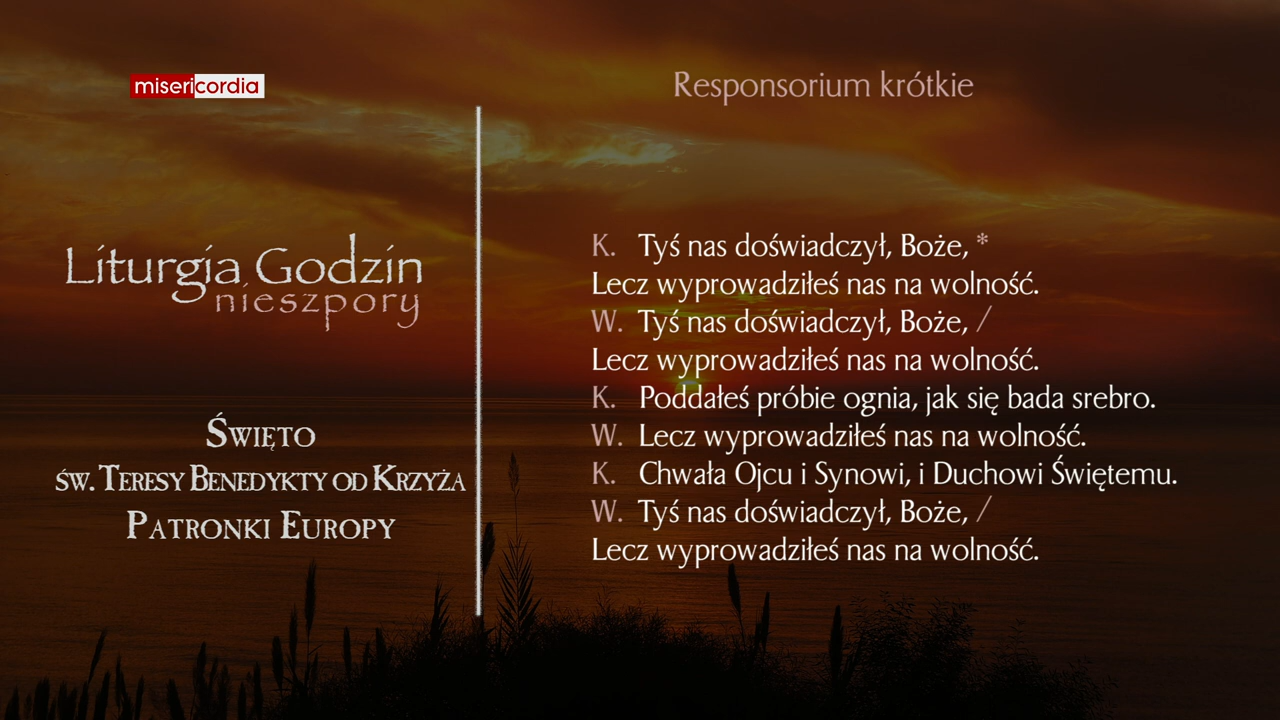 misericordia
Liturgia Godzin
nieszpory
Święto
św. Teresy Benedykty od Krzyża
Patronki Europy
Responsorium krótkie
K. Tyś nas doświadczył, Boże, *
Lecz wyprowadziłeś nas na wolność.
W. Tyś nas doświadczył, Boże, /
Lecz wyprowadziłeś nas na wolność.
K. Poddałeś próbie ognia, jak się bada srebro.
W. Lecz wyprowadziłeś nas na wolność.
K. Chwała Ojcu i Synowi, i Duchowi Świętemu.
W. Tyś nas doświadczył, Boże, /
Lecz wyprowadziłeś nas na wolność.